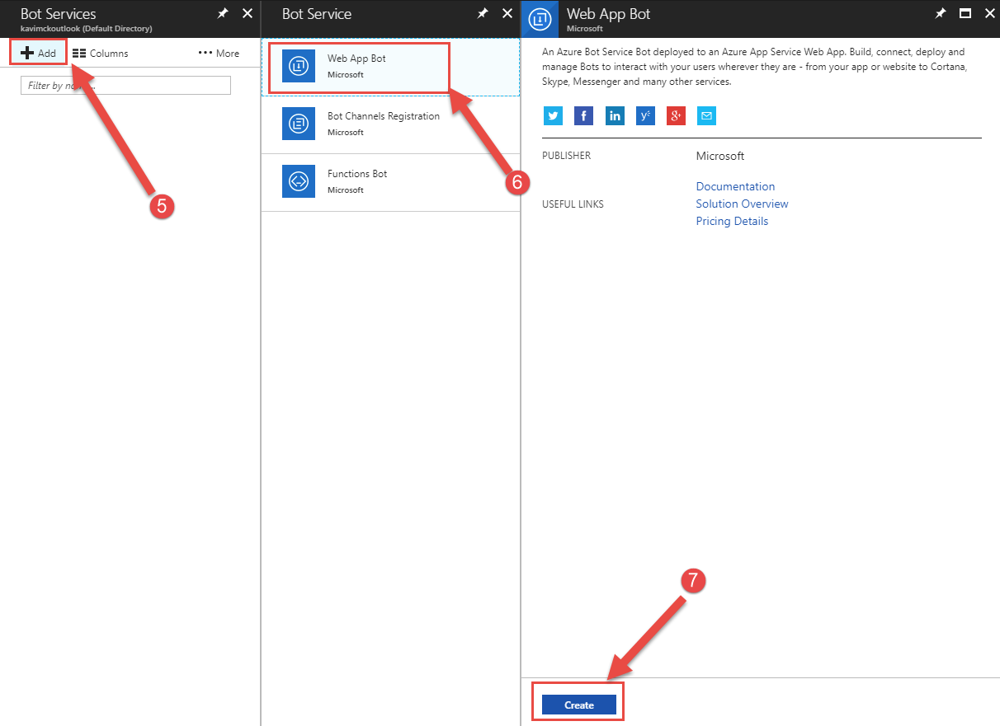 Bot Services
kavimckoutlook (Default Directory)
Add
Columns
More
Filter by
5
Bot Service
Web App Bot
Microsoft
Bot Channels Registration
Microsoft
Functions Bot
Microsoft
6
Web App Bot
Microsoft
An Azure Bot Service Bot deployed to an Azure App Service Web App. Build, connect, deploy and
manage Bots to interact with your users wherever they are - from your app or website to Cortana,
Skype, Messenger and many other services.
PUBLISHER
Microsoft
USEFUL LINKS
Documentation
Solution Overview
Pricing Details
7
Create